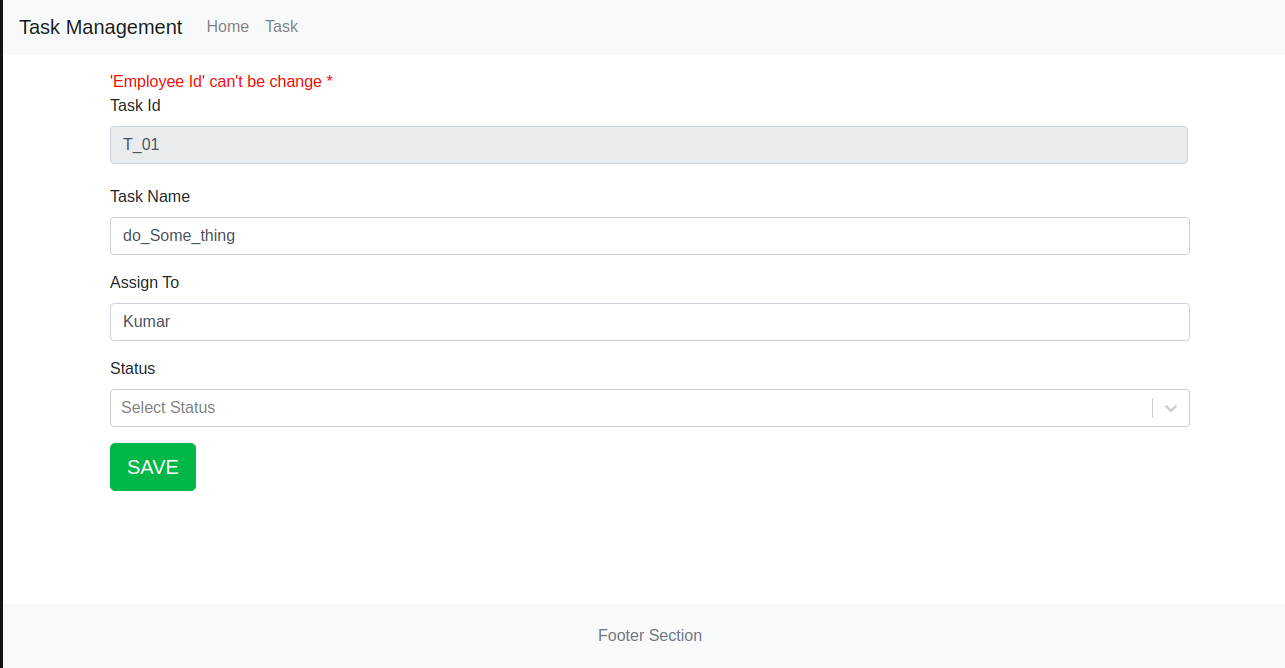 Task Management Home Task
'Employee Id' can't be change *
Task Id
T_01
Task Name
do_Some_thing
Assign To
Kumar
Status
Select Status
SAVE
Footer Section